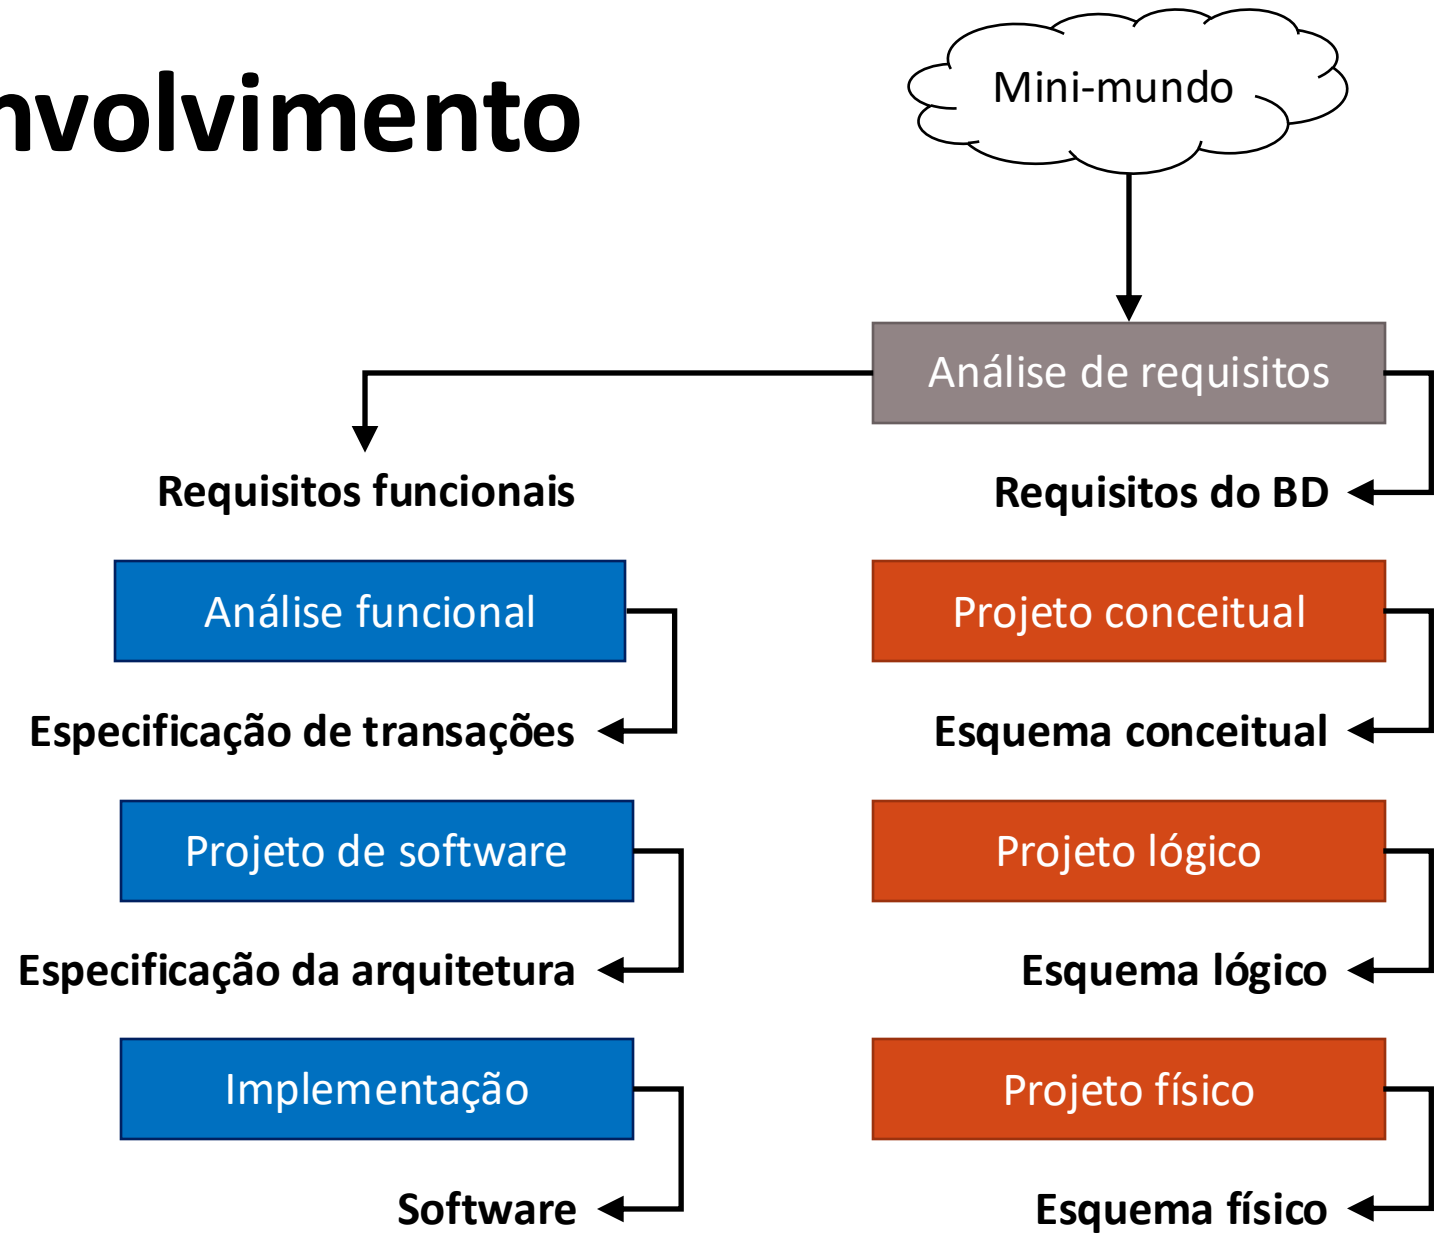 nvolvimento
Mini-mundo
Análise de requisitos
Requisitos funcionais
Requisitos do BD
Análise funcional
Projeto conceitual
Especificação de transações
Esquema conceitual
Projeto de software
Projeto lógico
Especificação da arquitetura
Esquema lógico
Implementação
Projeto físico
Software
Esquema físico